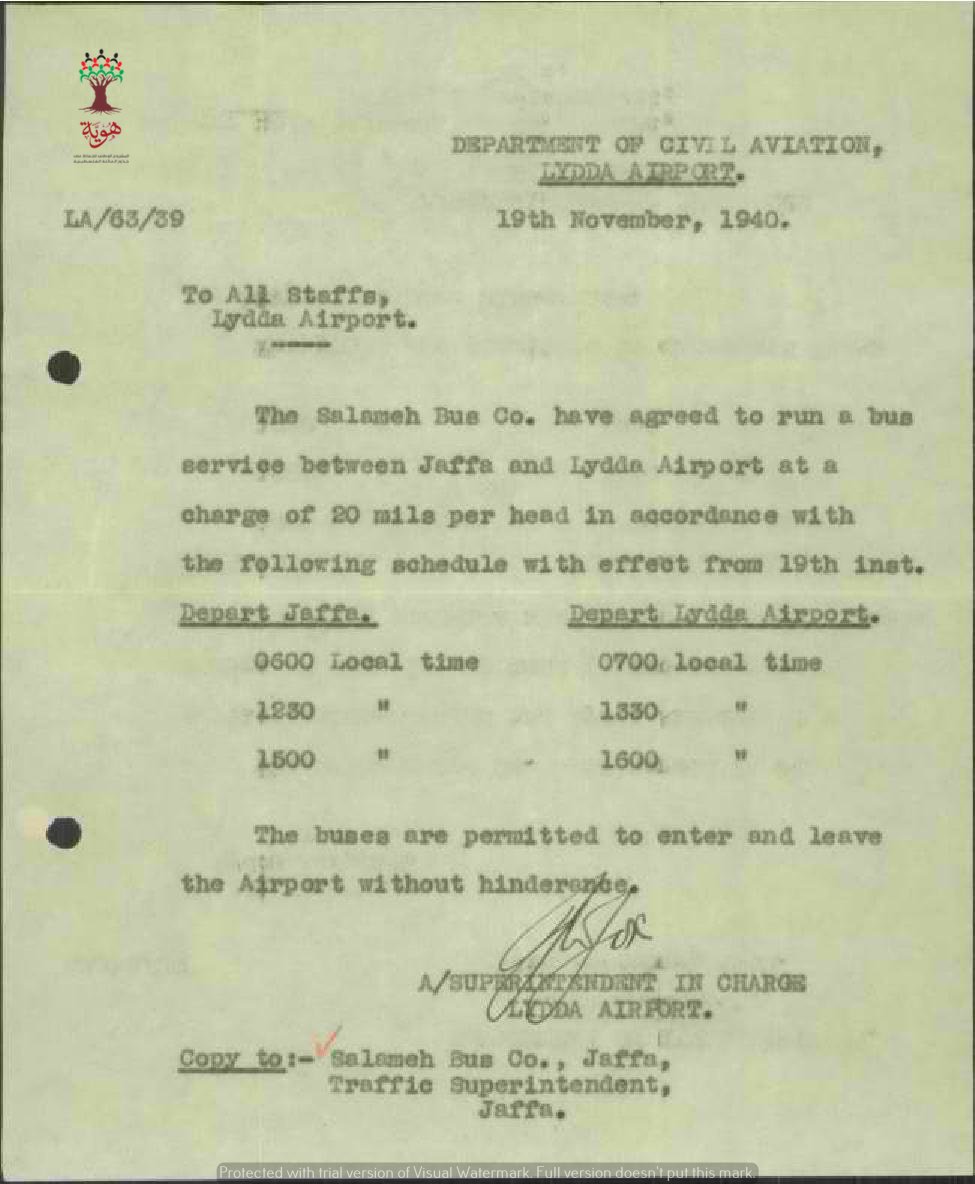 هوية
DEPARTMENT OF CIVIL AVIATION,
LYDDA AIRPORT.
LA/63/39
19th November, 1940.
To All Staffs,
Lydda Airport.
The Salameh Bus Co. have agreed to run a bus
service between Jaffa and Lydda Airport at a
charge of 20 mils per head in accordance with
the following schedule with effect from 19th inst.
Depart Jaffa. Depart Lydda Airport.
0600 Local time 0700 local time
1230 " 1330 "
1500 " 1600 "
The buses are permitted to enter and leave
the Airport without hinderance.
A/SUPERINTENDENT IN CHARGE
LYDDA AIRPORT.
Copy to:- Salameh Bus Co., Jaffa,
Traffic Superintendent,
Jaffa.
Protected with trial version of Visual Watermark. Full version doesn't put this mark.